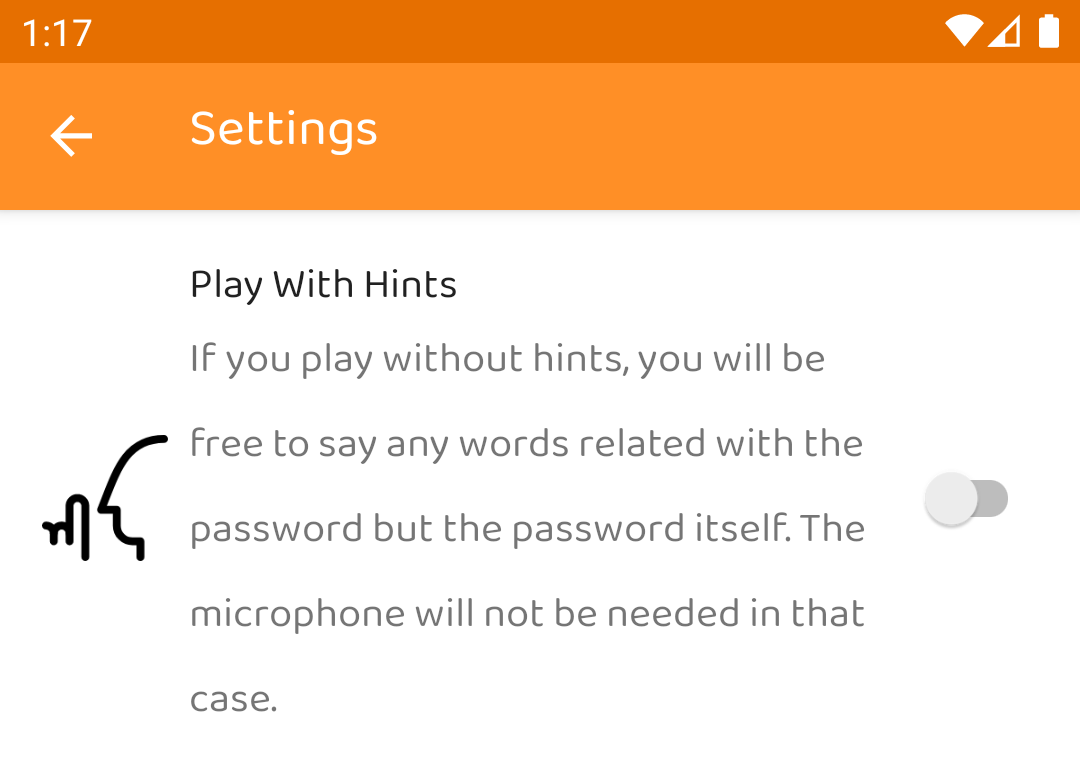 1:17
Settings
Play With Hints
If you play without hints, you will be
free to say any words related with the
password but the password itself. The
microphone will not be needed in that
case.